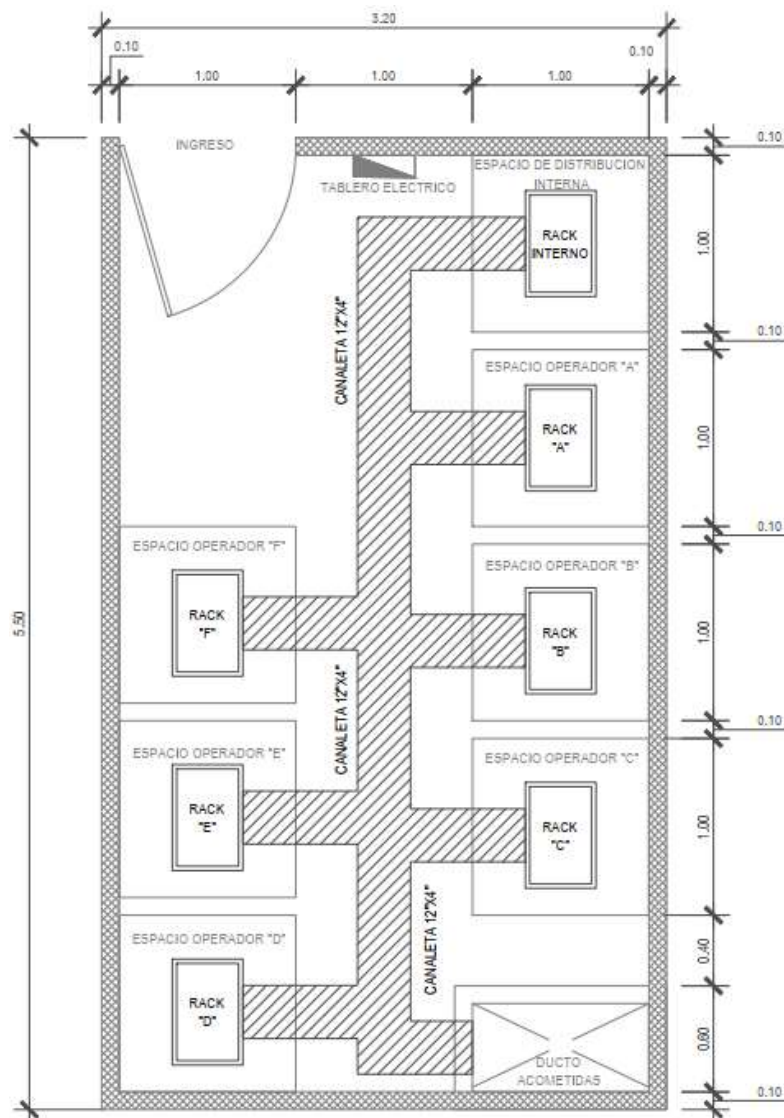 3.20
0.10
0.10
1.00
1.00
1.00
INGRESO
0.10
TABLERO ELECTRICO
ESPACIO DE DISTRIBUCION
INTERNA
RACK
INTERNO
1.00
CANALETA 12"X4"
0.10
ESPACIO OPERADOR "A"
RACK
"A"
1.00
0.10
ESPACIO OPERADOR "F"
ESPACIO OPERADOR "B"
RACK
"F"
RACK
"B"
5.50
1.00
CANALETA 12"X4"
0.10
ESPACIO OPERADOR "E"
ESPACIO OPERADOR "C"
RACK
"E"
RACK
"C"
1.00
CANALETA 12"X4"
ESPACIO OPERADOR "D"
0.40
RACK
"D"
DUCTO
ACOMETIDAS
0.60
0.10